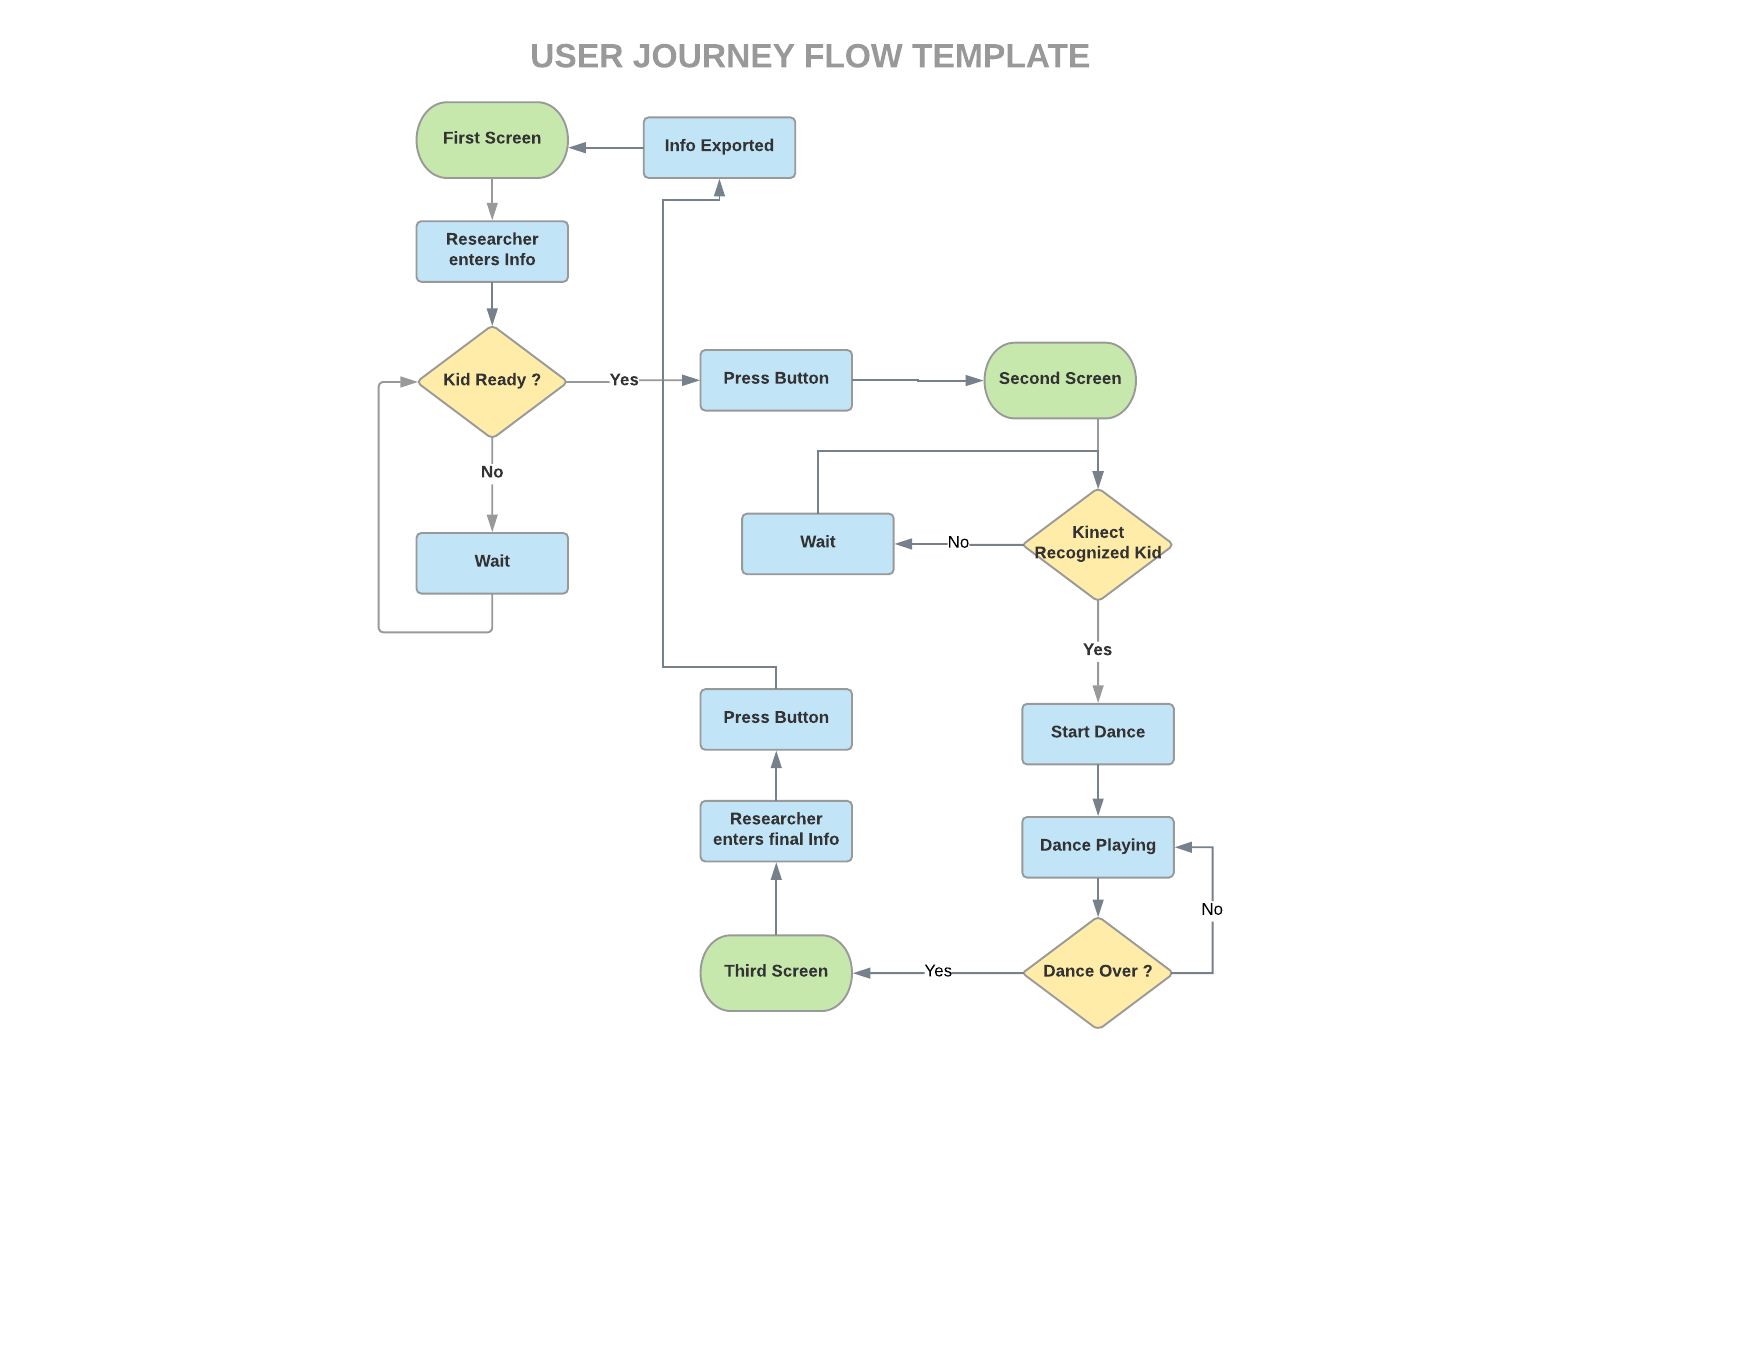 USER JOURNEY FLOW TEMPLATE
First Screen
Info Exported
Researcher
enters Info
Kid Ready ?
Yes
Press Button
Second Screen
No
Wait
Wait
No
Kinect
Recognized Kid
Yes
Press Button
Start Dance
Researcher
enters final Info
Dance Playing
No
Third Screen
Yes
Dance Over ?